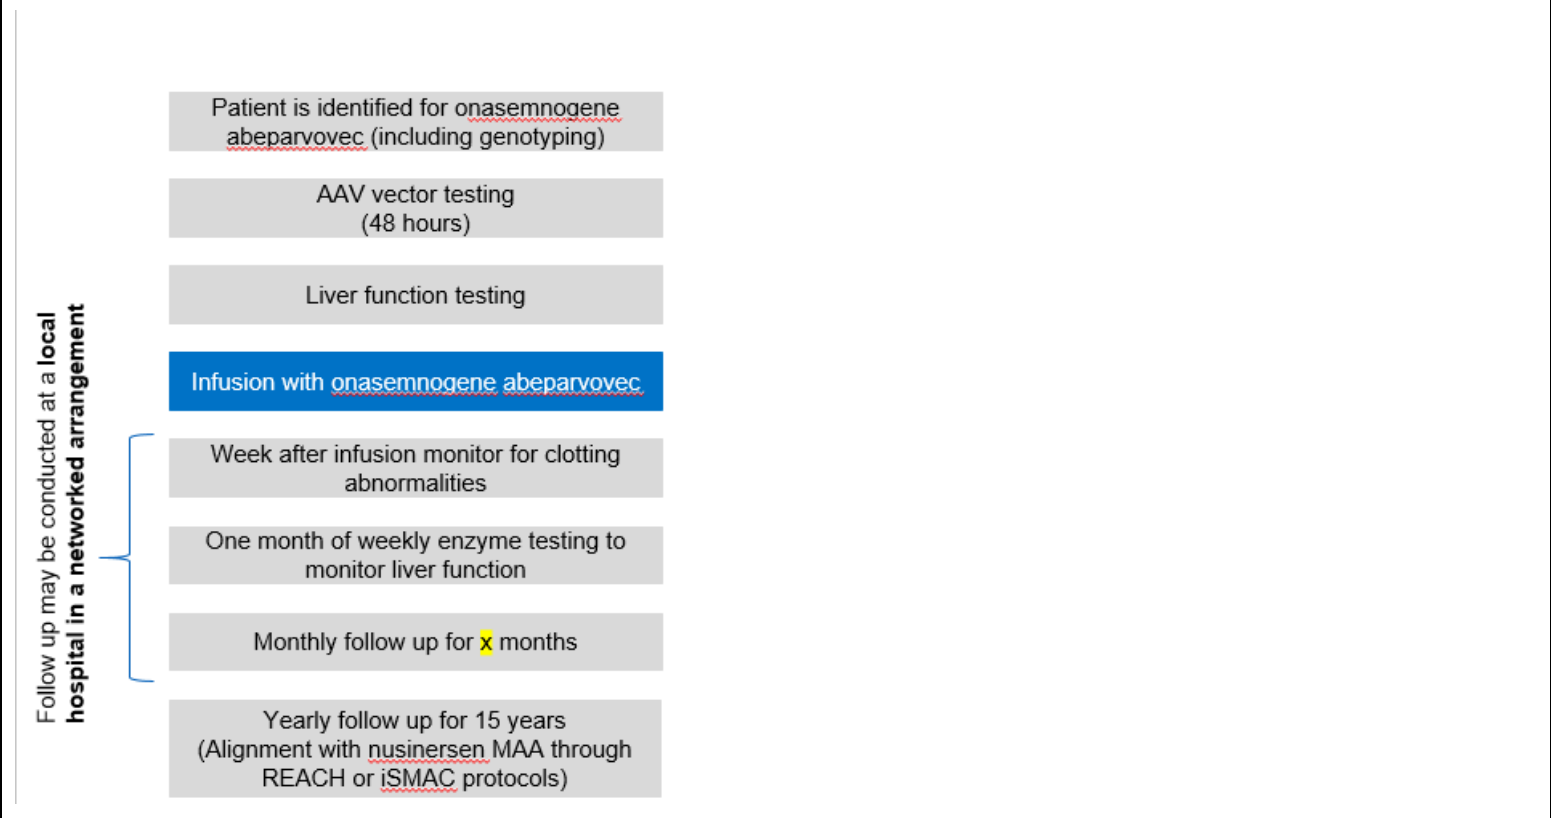 Patient is identified for onasemnogene
abeparvovec (including genotyping)
AAV vector testing
(48 hours)
Liver function testing
Infusion with onasemnogene abeparvovec
Week after infusion monitor for clotting
abnormalities
One month of weekly enzyme testing to
monitor liver function
Monthly follow up for x months
Yearly follow up for 15 years
(Alignment with nusinersen MAA through
REACH or iSMAC protocols)
Follow up may be conducted at a local
hospital in a networked arrangement